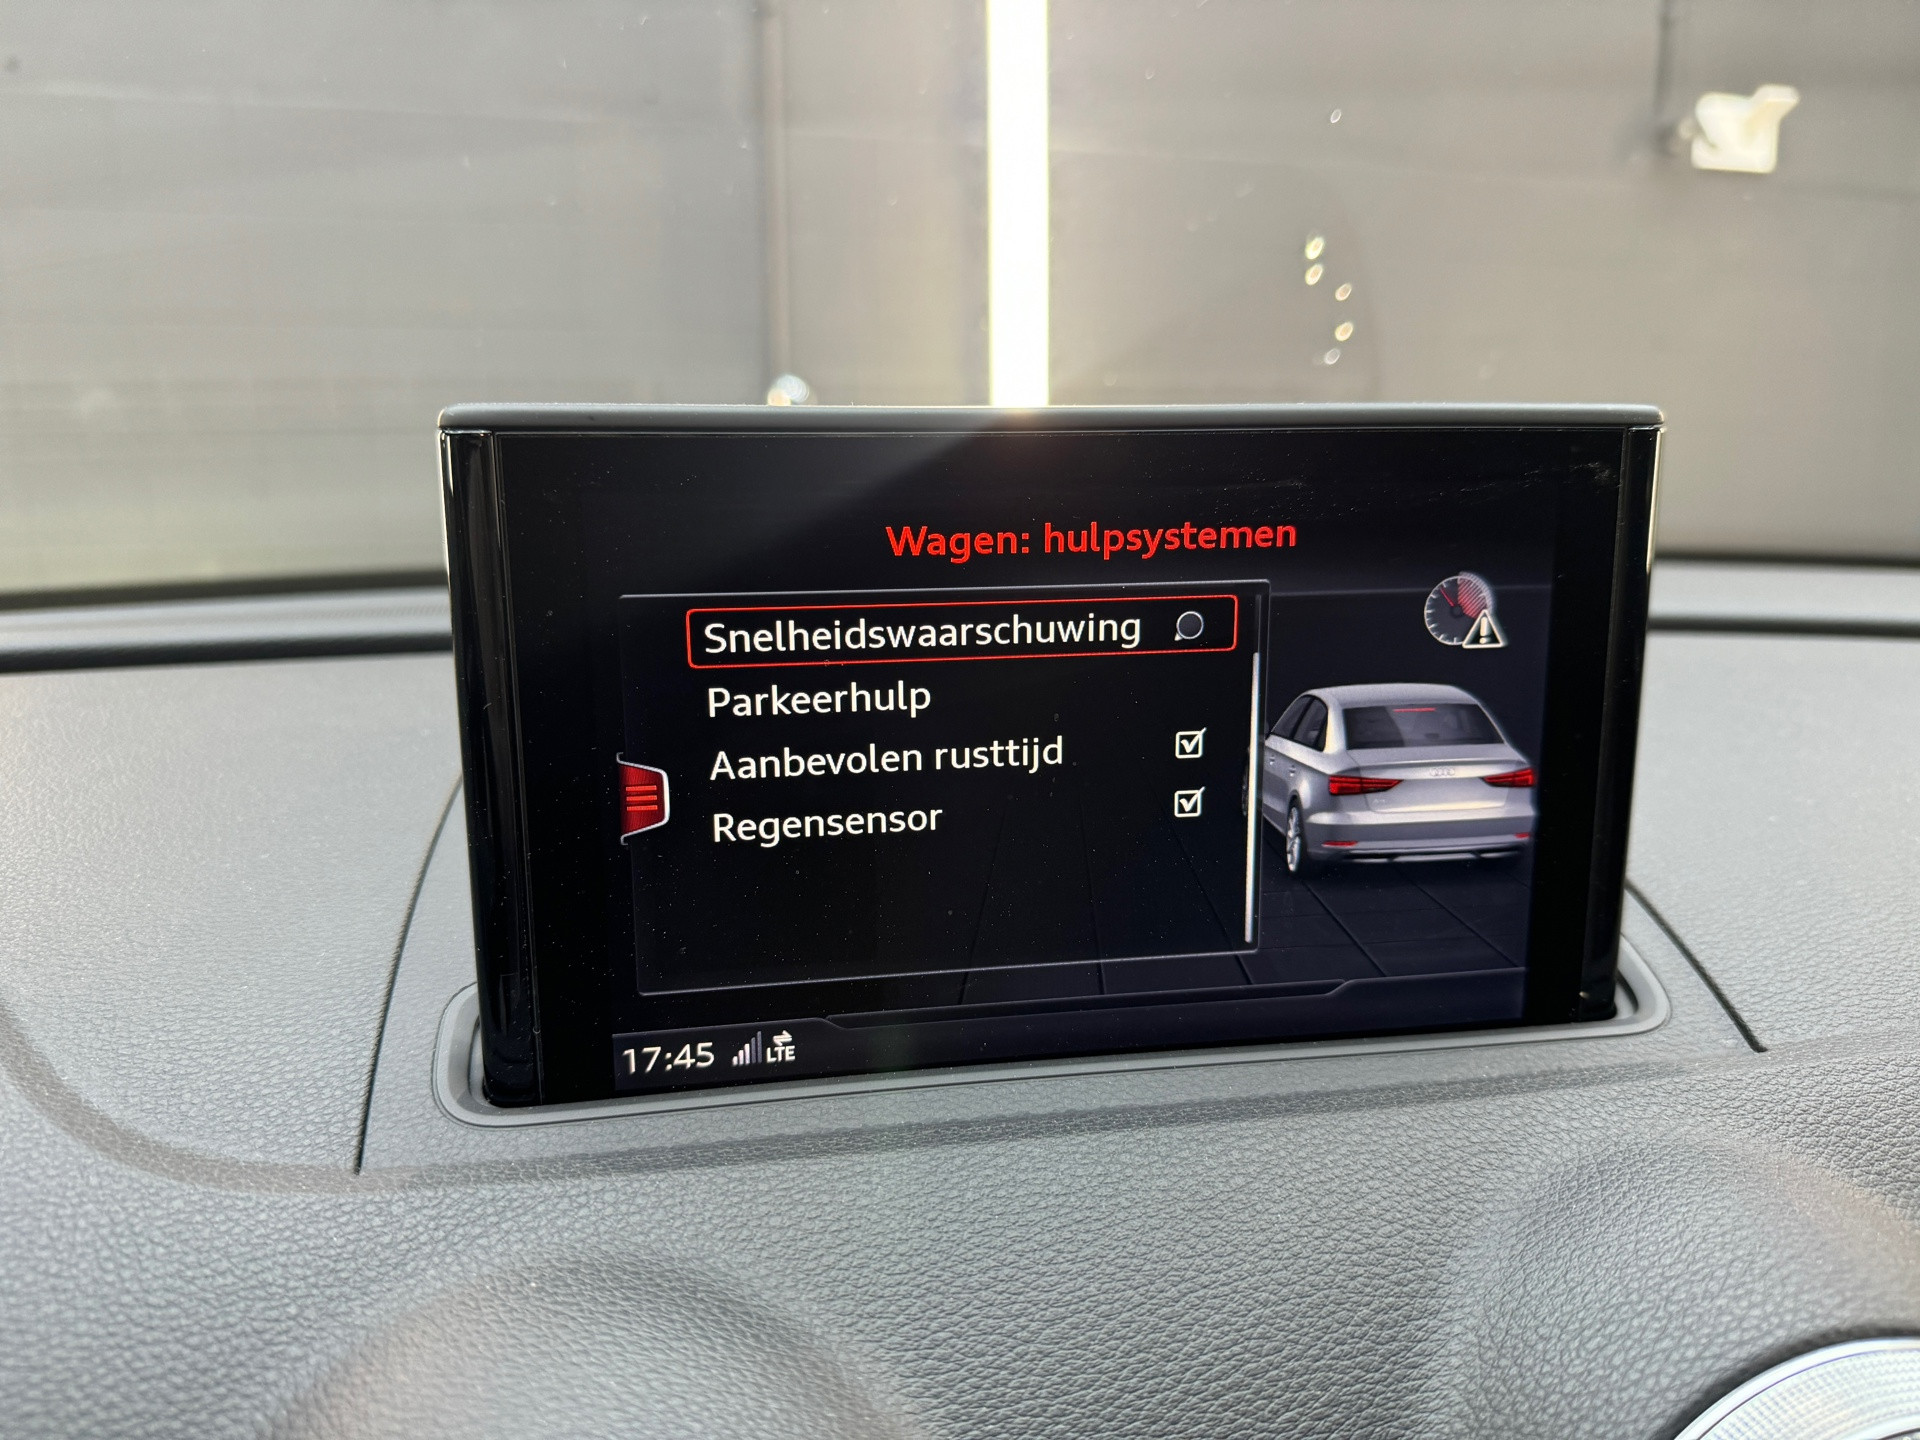 Wagen: hulpsystemen
Snelheidswaarschuwing
Parkeerhulp
Aanbevolen rusttijd
Regensensor
17:45 LTE